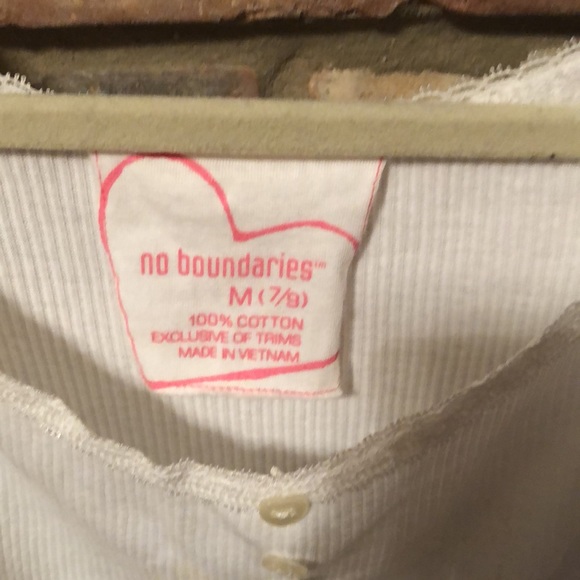 no boundaries™
M (7/9)
100% COTTON
EXCLUSIVE OF TRIMS
MADE IN VIETNAM